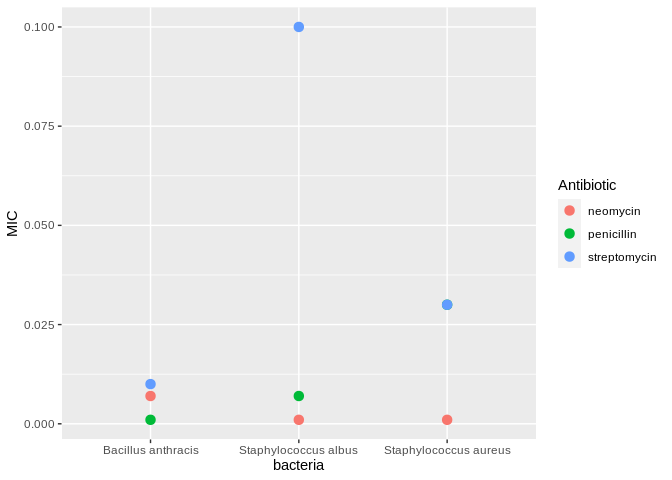 0.100
0.075
0.050
0.025
0.000
MIC
Bacillus anthracis
Staphylococcus albus
Staphylococcus aureus
bacteria
Antibiotic
neomycin
penicillin
streptomycin